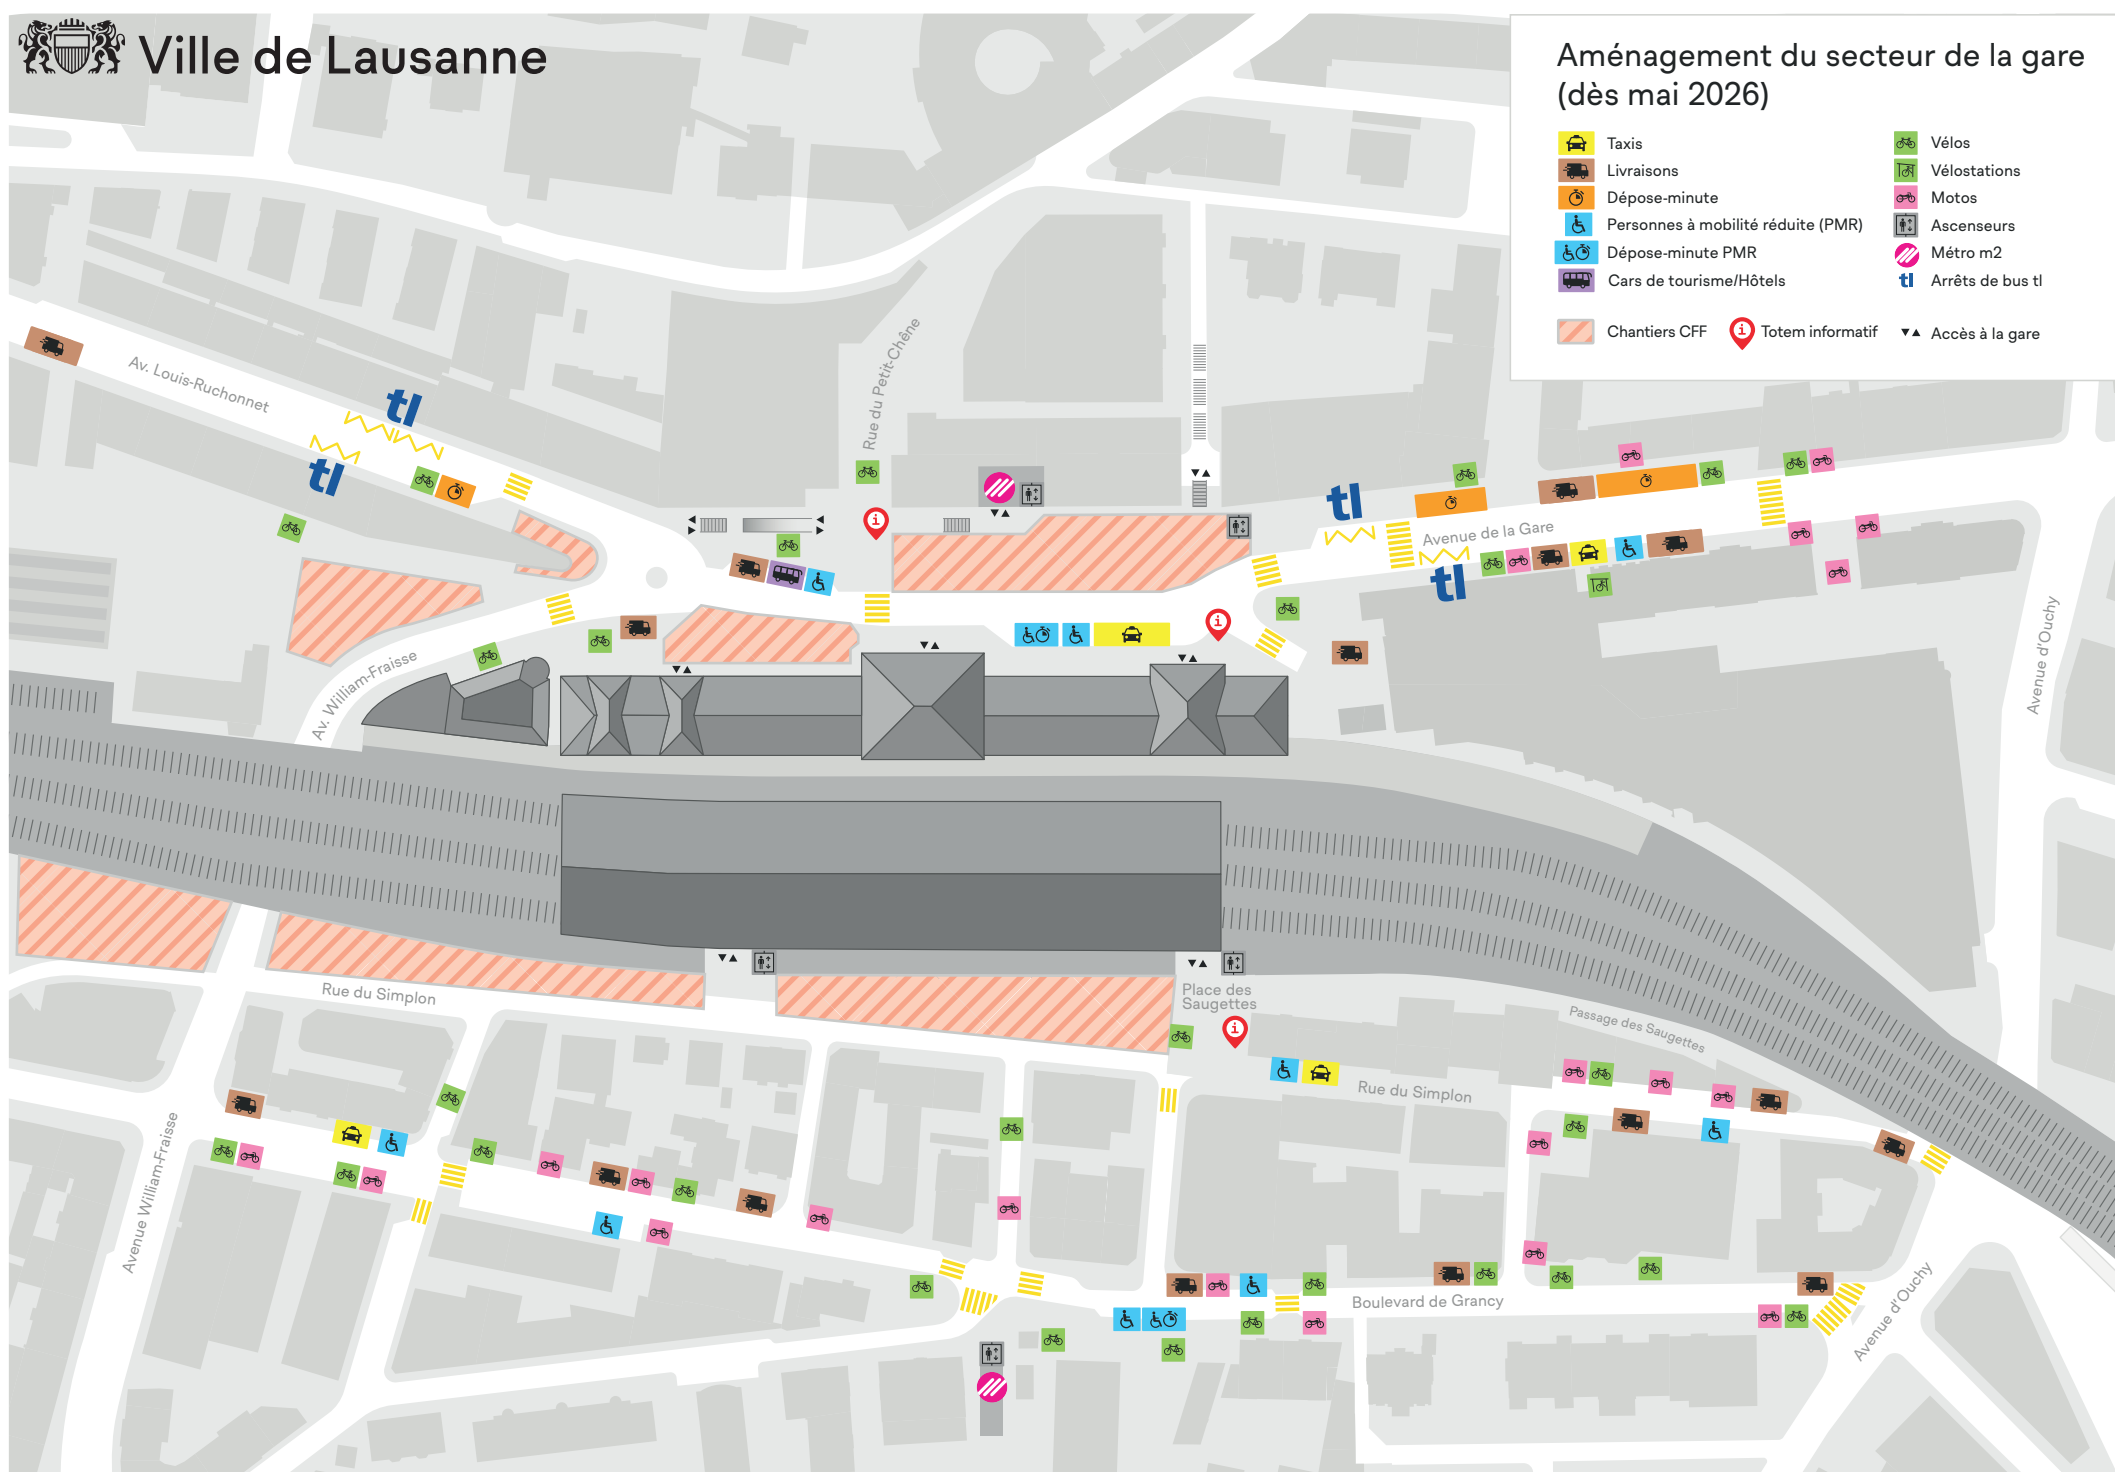 Ville de Lausanne
Aménagement du secteur de la gare
(dès mai 2026)
Taxis
Livraisons
Dépose-minute
Personnes à mobilité réduite (PMR)
Dépose-minute PMR
Cars de tourisme/Hôtels
Vélos
Vélostations
Motos
Ascenseurs
Métro m2
tl Arrêts de bus tl
Chantiers CFF
i Totem informatif
Accès à la gare
Av. Louis-Ruchonnet
tl
tl
Rue du Petit-Chêne
i
tl
Avenue de la Gare
tl
i
Av. William-Fraisse
Avenue d'Ouchy
Rue du Simplon
Place des
Saugettes
i
Passage des Saugettes
Rue du Simplon
Avenue William-Fraisse
Boulevard de Grancy
Avenue d'Ouchy